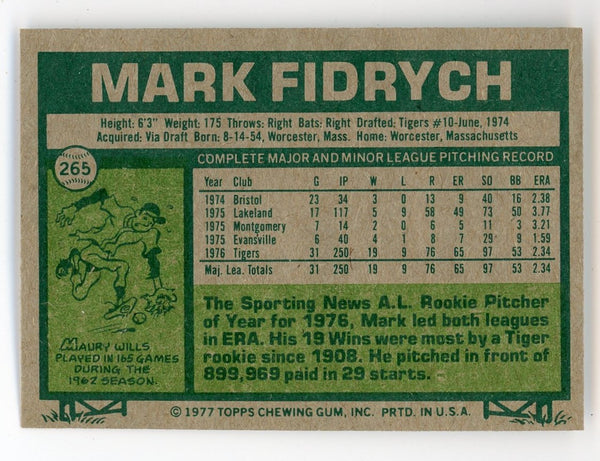 MARK FIDRYCH
Height: 6'3" Weight: 175 Throws: Right Bats: Right Drafted: Tigers #10-June, 1974
Acquired: Via Draft Born: 8-14-54, Worcester, Mass. Home: Worcester, Massachusetts
265
COMPLETE MAJOR AND MINOR LEAGUE PITCHING RECORD
Year Club G IP W L R ER SO BB ERA
1974 Bristol 23 34 3 0 13 9 40 16 2.38
1975 Lakeland 17 117 5 9 58 49 73 50 3.77
1975 Montgomery 7 14 2 0 6 5 11 3 3.21
1975 Evansville 6 40 4 1 8 7 29 9 1.59
1976 Tigers 31 250 19 9 76 65 97 53 2.34
Maj. Lea. Totals 31 250 19 9 76 65 97 53 2.34
MAURY WILLS
PLAYED IN 165 GAMES
DURING THE
1962 SEASON.
The Sporting News A.L. Rookie Pitcher
of Year for 1976, Mark led both leagues
in ERA. His 19 Wins were most by a Tiger
rookie since 1908. He pitched in front of
899,969 paid in 29 starts.
© 1977 TOPPS CHEWING GUM, INC. PRTD. IN U.S.A.